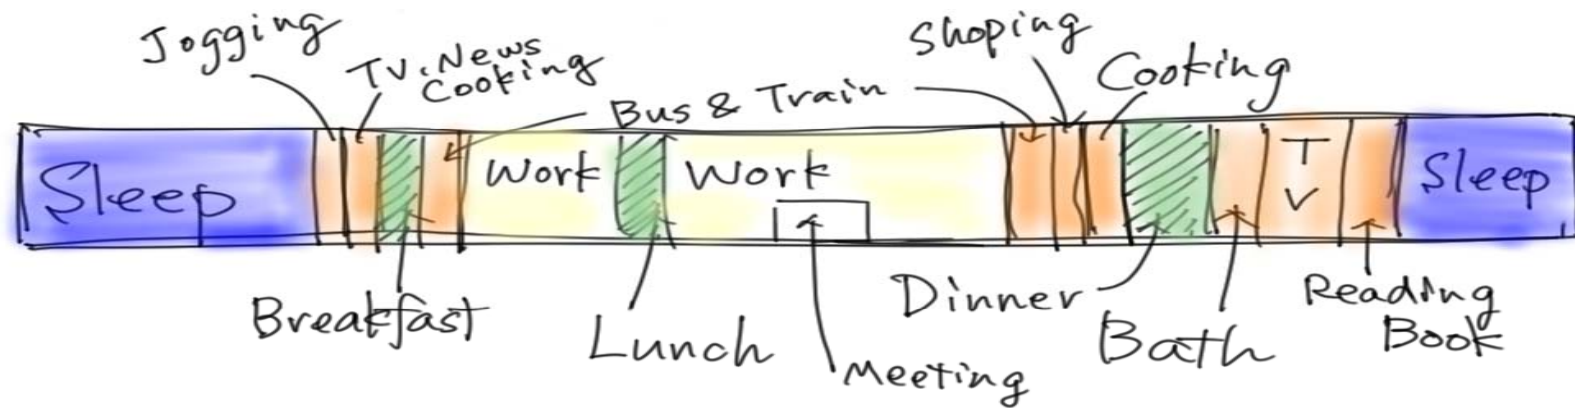 Jogging
TV, News
Cooking
Bus & Train
Shoping
Cooking
Sleep
Work
Work
T
V
Sleep
Breakfast
Lunch
Meeting
Dinner
Bath
Reading
Book